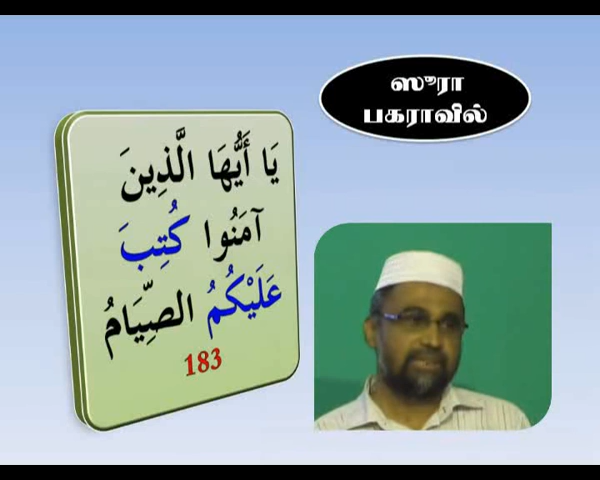 ஸூரா
பகராவில்
يَا أَيُّهَا الَّذِينَ
آمَنُوا كُتِبَ
عَلَيْكُمُ الصِّيَامُ
183